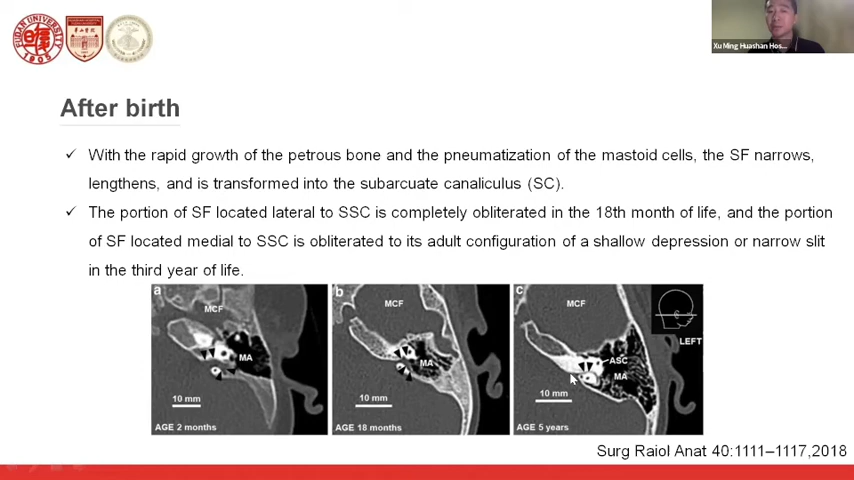 FUDAN UNIVERSITY
1905
Xu Ming Huashan Hos...
After birth
✓ With the rapid growth of the petrous bone and the pneumatization of the mastoid cells, the SF narrows,
lengthens, and is transformed into the subarcuate canaliculus (SC).
✓ The portion of SF located lateral to SSC is completely obliterated in the 18th month of life, and the portion
of SF located medial to SSC is obliterated to its adult configuration of a shallow depression or narrow slit
in the third year of life.
a
MCF
MA
10 mm
AGE 2 months
b
MCF
MA
10 mm
AGE 18 months
c
MCF
LEFT
ASC
MA
10 mm
AGE 5 years
Surg Raiol Anat 40:1111–1117,2018